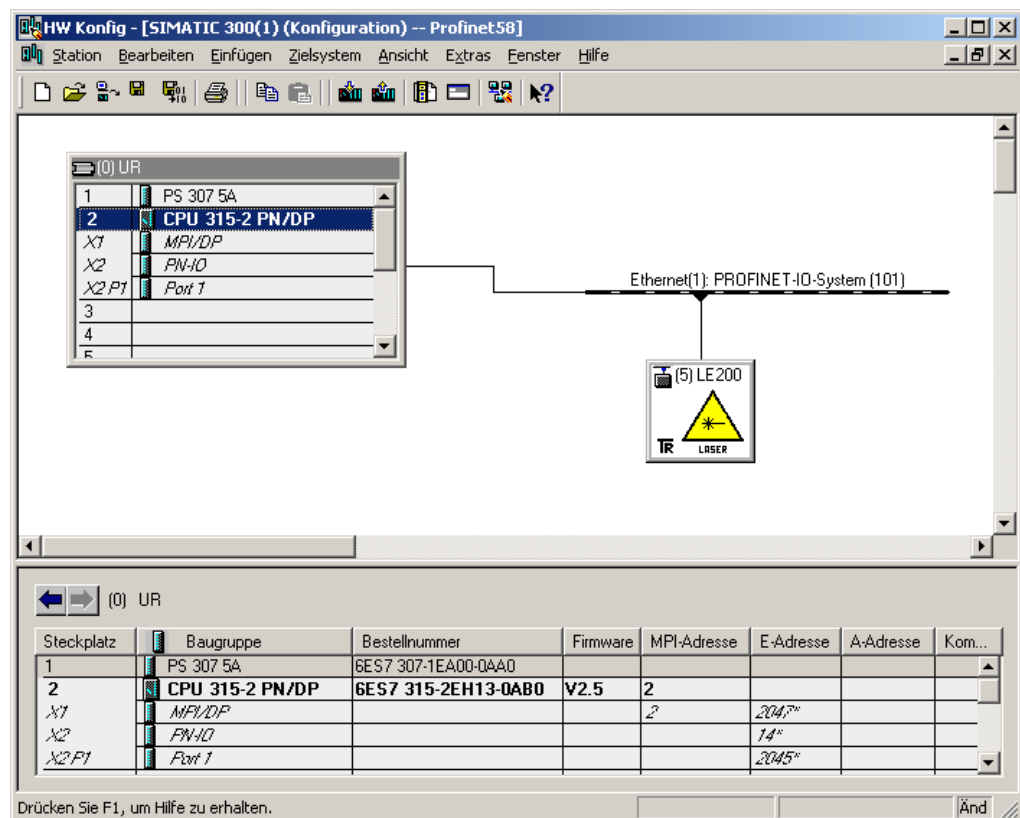 HW Konfig - [SIMATIC 300(1) (Konfiguration) -- Profinet58]
Station Bearbeiten Einfügen Zielsystem Ansicht Extras Fenster Hilfe
(0) UR
1 PS 307 5A
2 CPU 315-2 PN/DP
X1 MPI/DP
X2 PN-IO
X2 P1 Port 1
3
4
5
Ethernet(1): PROFINET-IO-System (101)
(5) LE200
TR LASER
(0) UR
Steckplatz Baugruppe Bestellnummer Firmware MPI-Adresse E-Adresse A-Adresse Kom...
1 PS 307 5A 6ES7 307-1EA00-0AA0
2 CPU 315-2 PN/DP 6ES7 315-2EH13-0AB0 V2.5 2
X1 MPI/DP 2 2047*
X2 PN-IO 14*
X2 P1 Port 1 2045*
Drücken Sie F1, um Hilfe zu erhalten. Änd